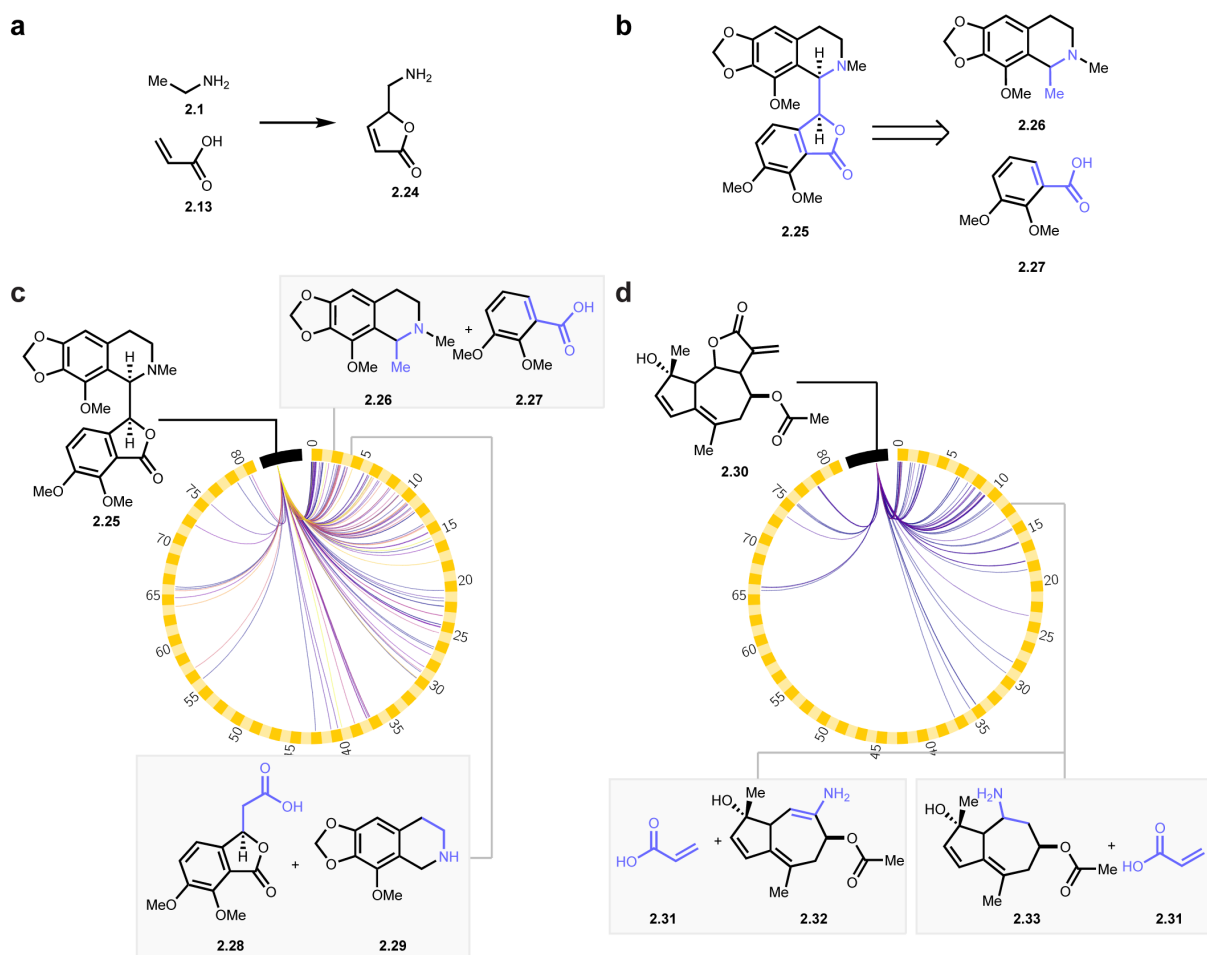 a
Me
NH2
2.1
OH
O
2.13
NH2
O
O
2.24
b
O
O
H
NMe
OMe
H
O
O
MeO
OMe
2.25
O
O
N
Me
OMe
Me
2.26
OH
O
MeO
OMe
2.27
c
O
O
H
NMe
OMe
H
O
O
MeO
OMe
2.25
O
O
N
Me
OMe
Me
2.26
+
OH
O
MeO
OMe
2.27
0
5
10
15
20
25
30
35
40
45
50
55
60
65
70
75
80
O
OH
O
H
O
MeO
OMe
2.28
+
O
O
NH
OMe
2.29
d
O
O
HO
Me
O
Me
O
Me
2.30
0
5
10
15
20
25
30
35
40
45
50
55
60
65
70
75
80
O
HO
2.31
+
HO
Me
NH2
O
Me
O
Me
2.32
HO
Me
H2N
O
Me
O
Me
2.33
+
O
HO
2.31